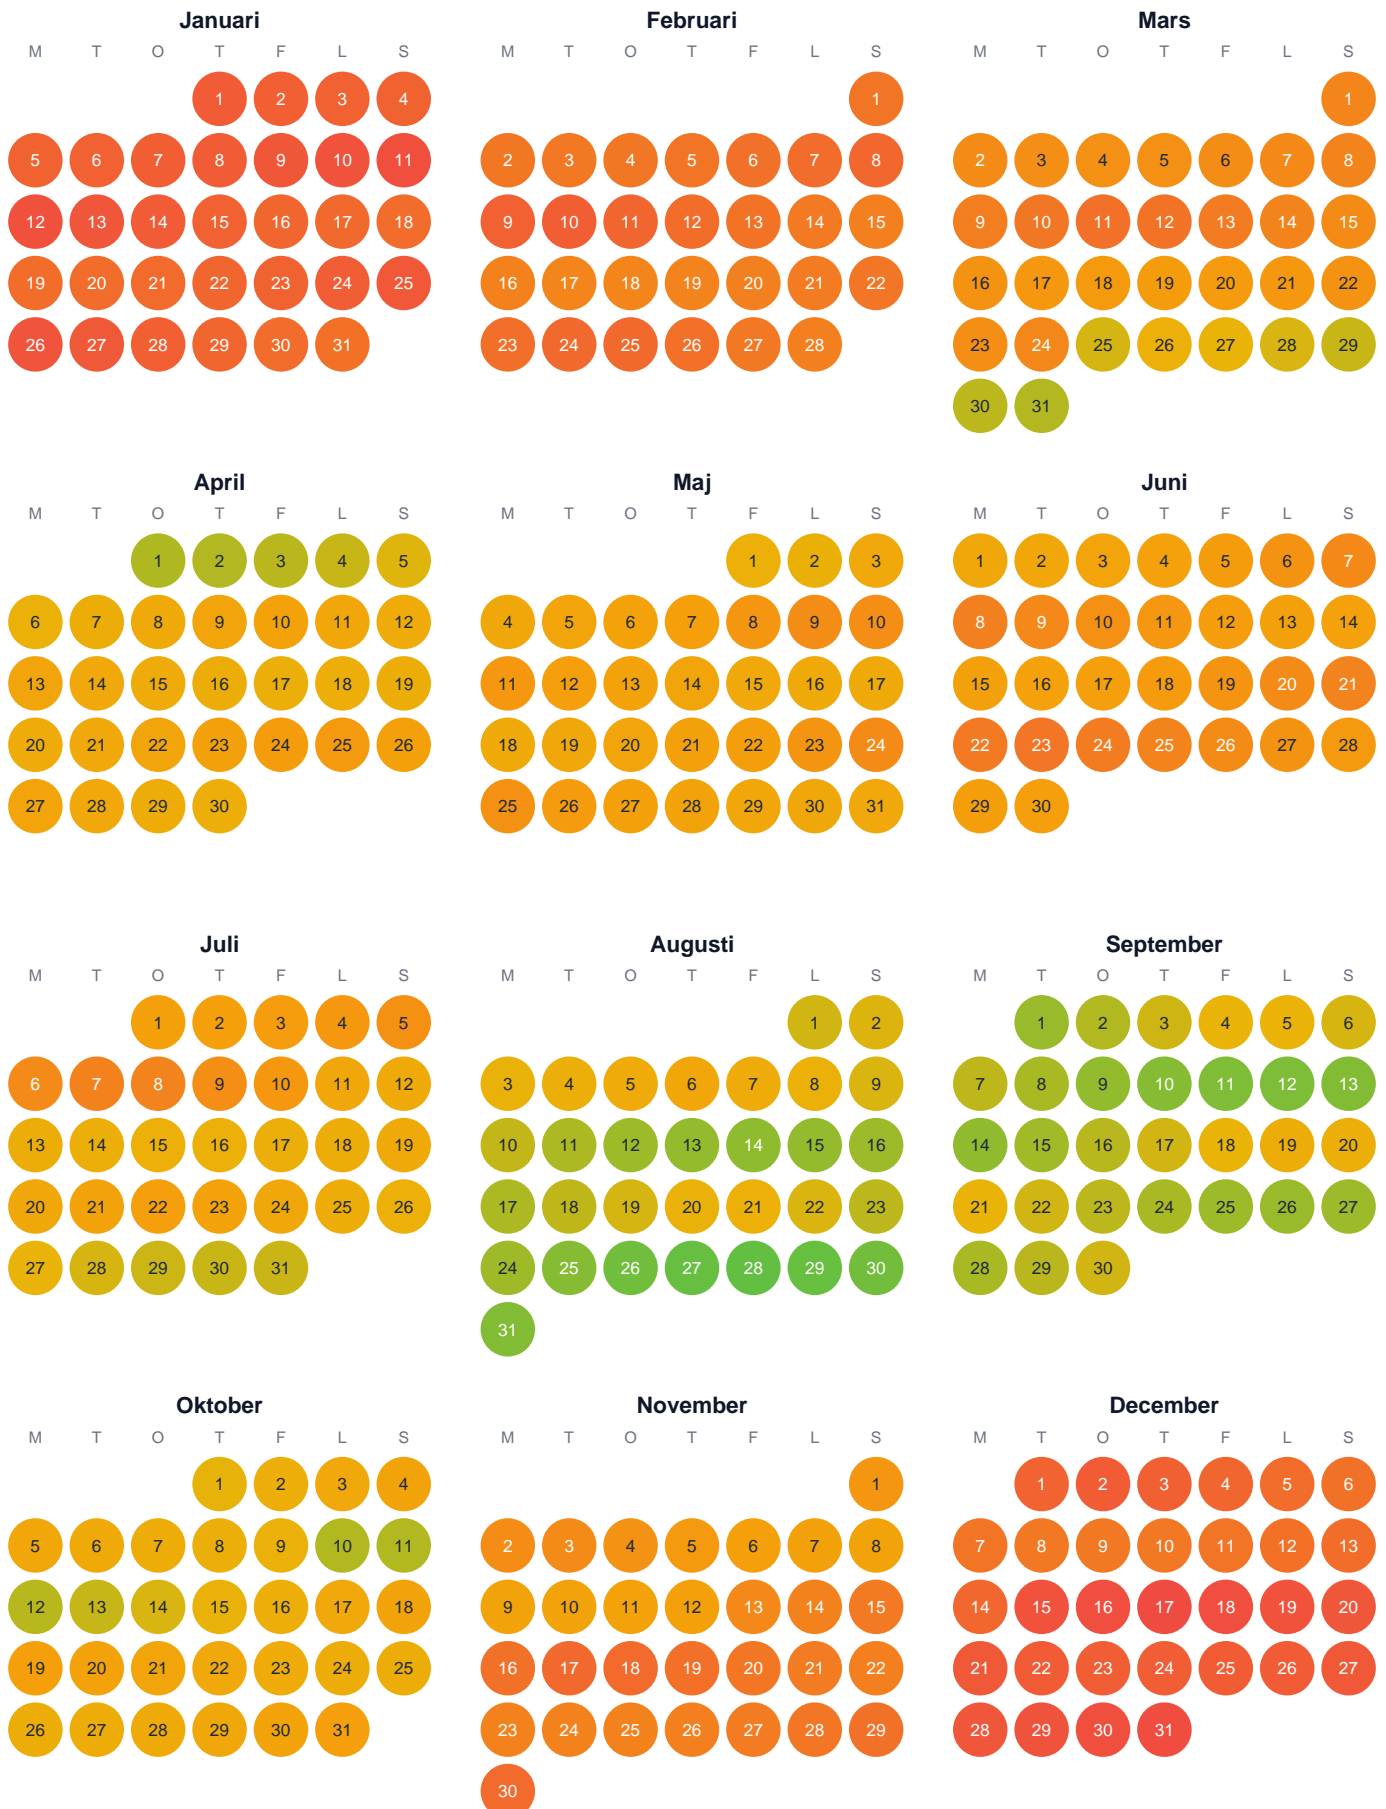 Januari
M T O T F L S
1 2 3 4
5 6 7 8 9 10 11
12 13 14 15 16 17 18
19 20 21 22 23 24 25
26 27 28 29 30 31
Februari
M T O T F L S
1
2 3 4 5 6 7 8
9 10 11 12 13 14 15
16 17 18 19 20 21 22
23 24 25 26 27 28
Mars
M T O T F L S
1
2 3 4 5 6 7 8
9 10 11 12 13 14 15
16 17 18 19 20 21 22
23 24 25 26 27 28 29
30 31
April
M T O T F L S
1 2 3 4 5
6 7 8 9 10 11 12
13 14 15 16 17 18 19
20 21 22 23 24 25 26
27 28 29 30
Maj
M T O T F L S
1 2 3
4 5 6 7 8 9 10
11 12 13 14 15 16 17
18 19 20 21 22 23 24
25 26 27 28 29 30 31
Juni
M T O T F L S
1 2 3 4 5 6 7
8 9 10 11 12 13 14
15 16 17 18 19 20 21
22 23 24 25 26 27 28
29 30
Juli
M T O T F L S
1 2 3 4 5
6 7 8 9 10 11 12
13 14 15 16 17 18 19
20 21 22 23 24 25 26
27 28 29 30 31
Augusti
M T O T F L S
1 2
3 4 5 6 7 8 9
10 11 12 13 14 15 16
17 18 19 20 21 22 23
24 25 26 27 28 29 30
31
September
M T O T F L S
1 2 3 4 5 6
7 8 9 10 11 12 13
14 15 16 17 18 19 20
21 22 23 24 25 26 27
28 29 30
Oktober
M T O T F L S
1 2 3 4
5 6 7 8 9 10 11
12 13 14 15 16 17 18
19 20 21 22 23 24 25
26 27 28 29 30 31
November
M T O T F L S
1
2 3 4 5 6 7 8
9 10 11 12 13 14 15
16 17 18 19 20 21 22
23 24 25 26 27 28 29
30
December
M T O T F L S
1 2 3 4 5 6
7 8 9 10 11 12 13
14 15 16 17 18 19 20
21 22 23 24 25 26 27
28 29 30 31